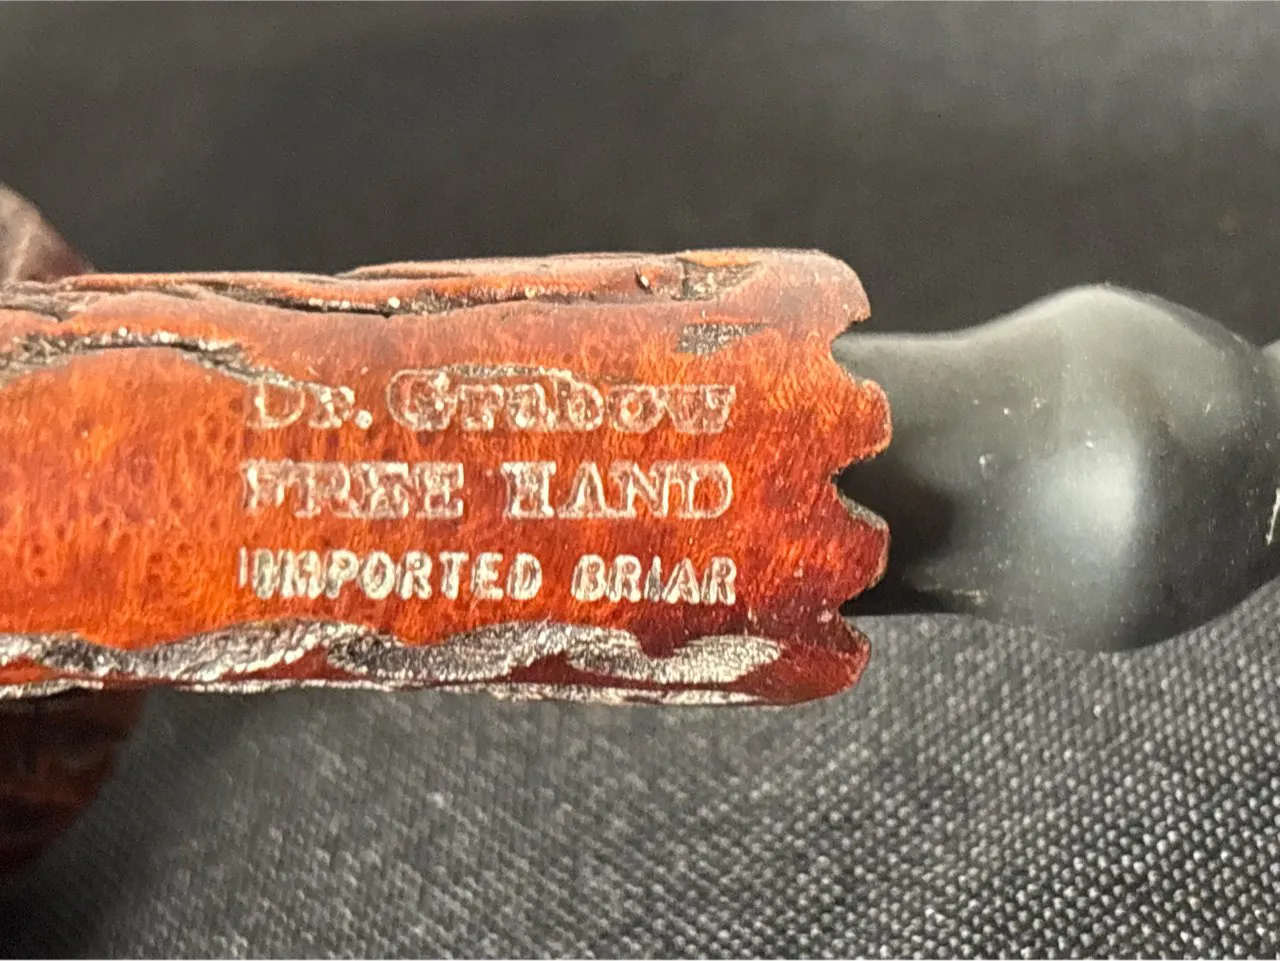 Dr. Grabow
FREE HAND
IMPORTED BRIAR